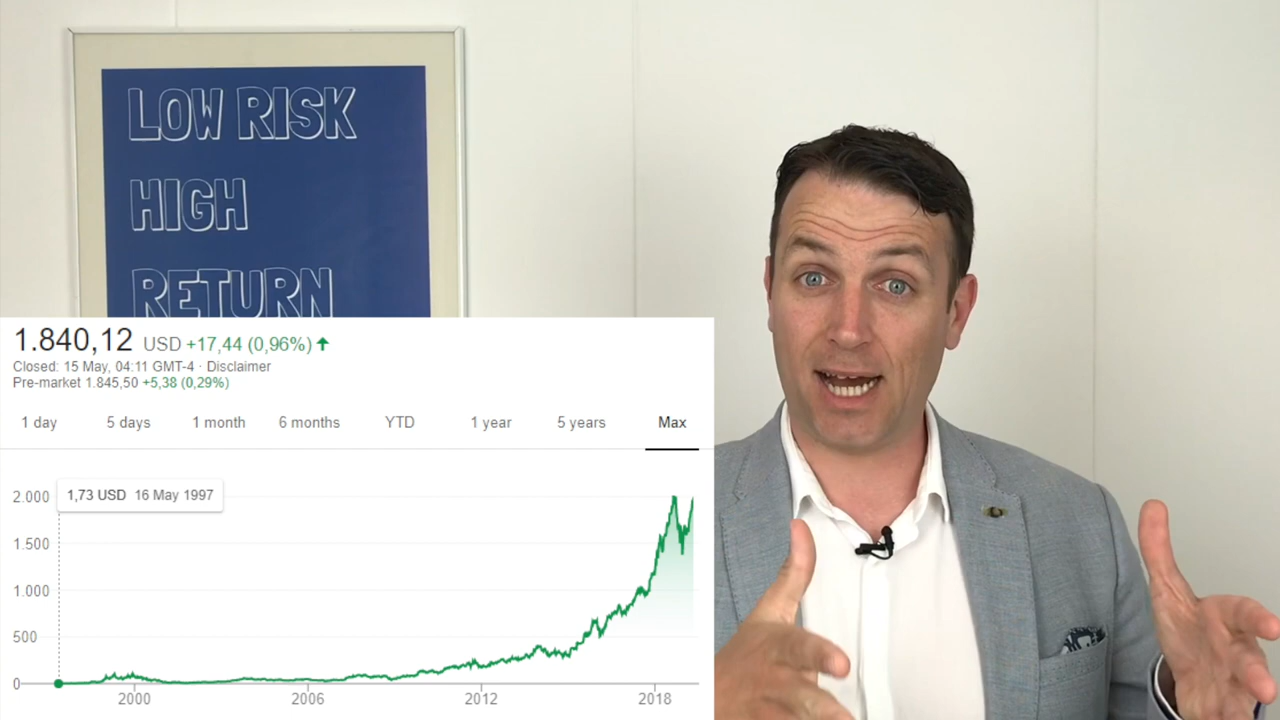 LOW RISK
HIGH
RETURN
1.840,12 USD +17,44 (0,96%) ↑
Closed: 15 May, 04:11 GMT-4 · Disclaimer
Pre-market 1.845,50 +5,38 (0,29%)
1 day 5 days 1 month 6 months YTD 1 year 5 years Max
2.000
1,73 USD 16 May 1997
1.500
1.000
500
0
2000 2006 2012 2018